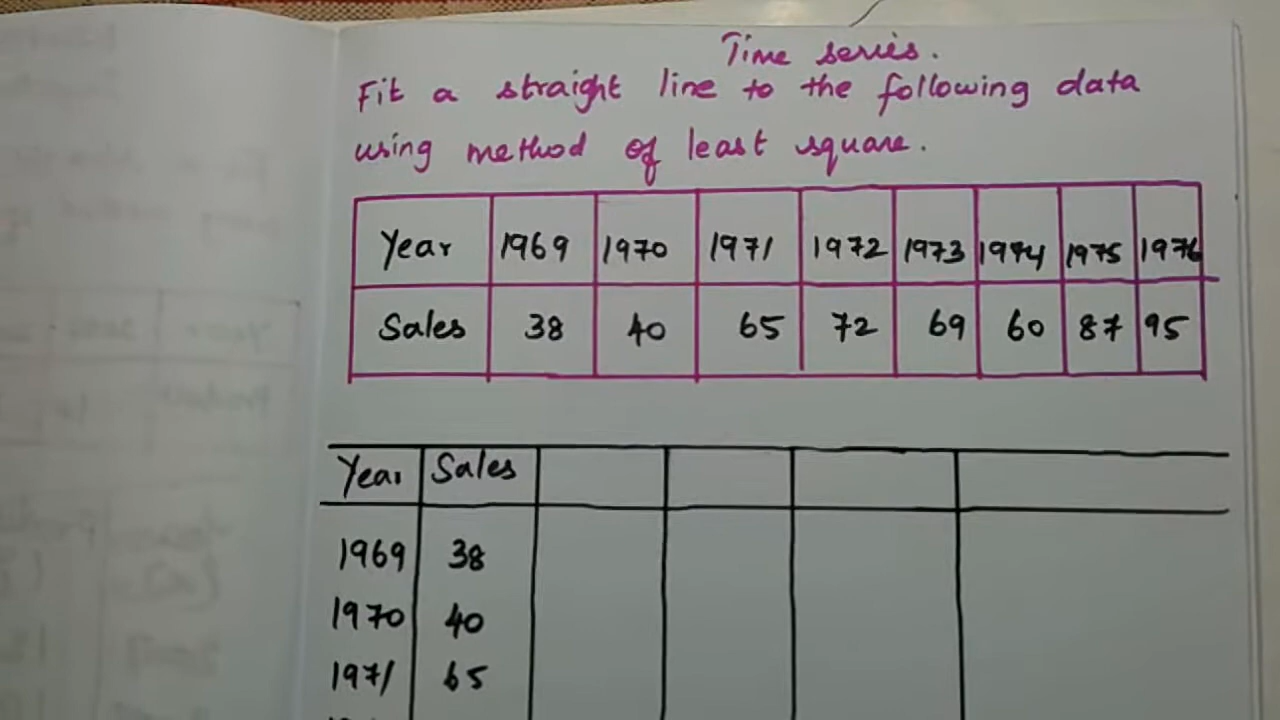 Time series.
Fit a straight line to the following data
using method of least square.
Year 1969 1970 1971 1972 1973 1974 1975 1976
Sales 38 40 65 72 69 60 87 95
Year Sales
1969 38
1970 40
1971 65